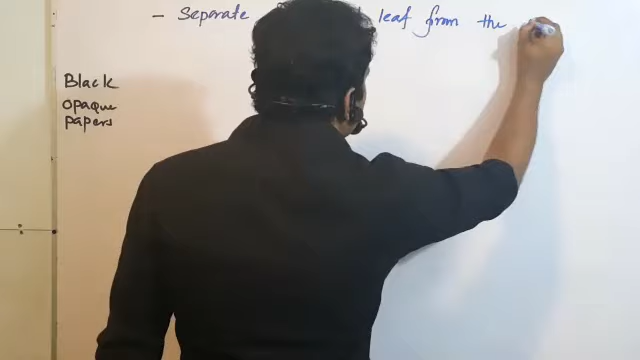 - Separate leaf from the
Black
opaque
papers